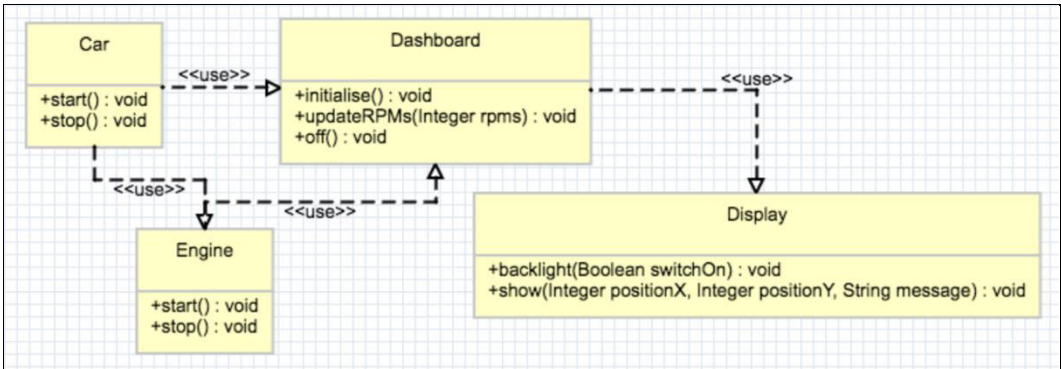 Car
+start() : void
+stop() : void
<<use>>
Dashboard
+initialise() : void
+updateRPMs(Integer rpms) : void
+off() : void
<<use>>
<<use>>
<<use>>
Engine
+start() : void
+stop() : void
Display
+backlight(Boolean switchOn) : void
+show(Integer positionX, Integer positionY, String message) : void